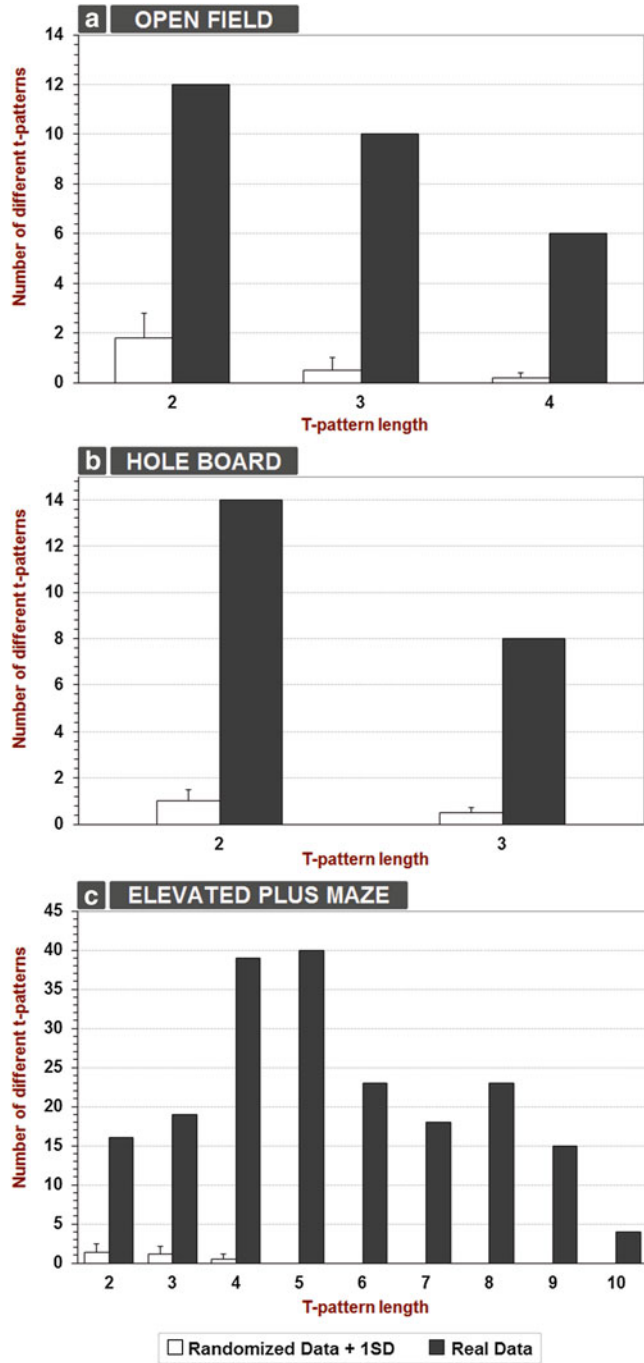 a OPEN FIELD
Number of different t-patterns
14
12
10
8
6
4
2
0
2 3 4
T-pattern length
b HOLE BOARD
Number of different t-patterns
14
12
10
8
6
4
2
0
2 3
T-pattern length
c ELEVATED PLUS MAZE
Number of different t-patterns
45
40
35
30
25
20
15
10
5
0
2 3 4 5 6 7 8 9 10
T-pattern length
Randomized Data + 1SD Real Data